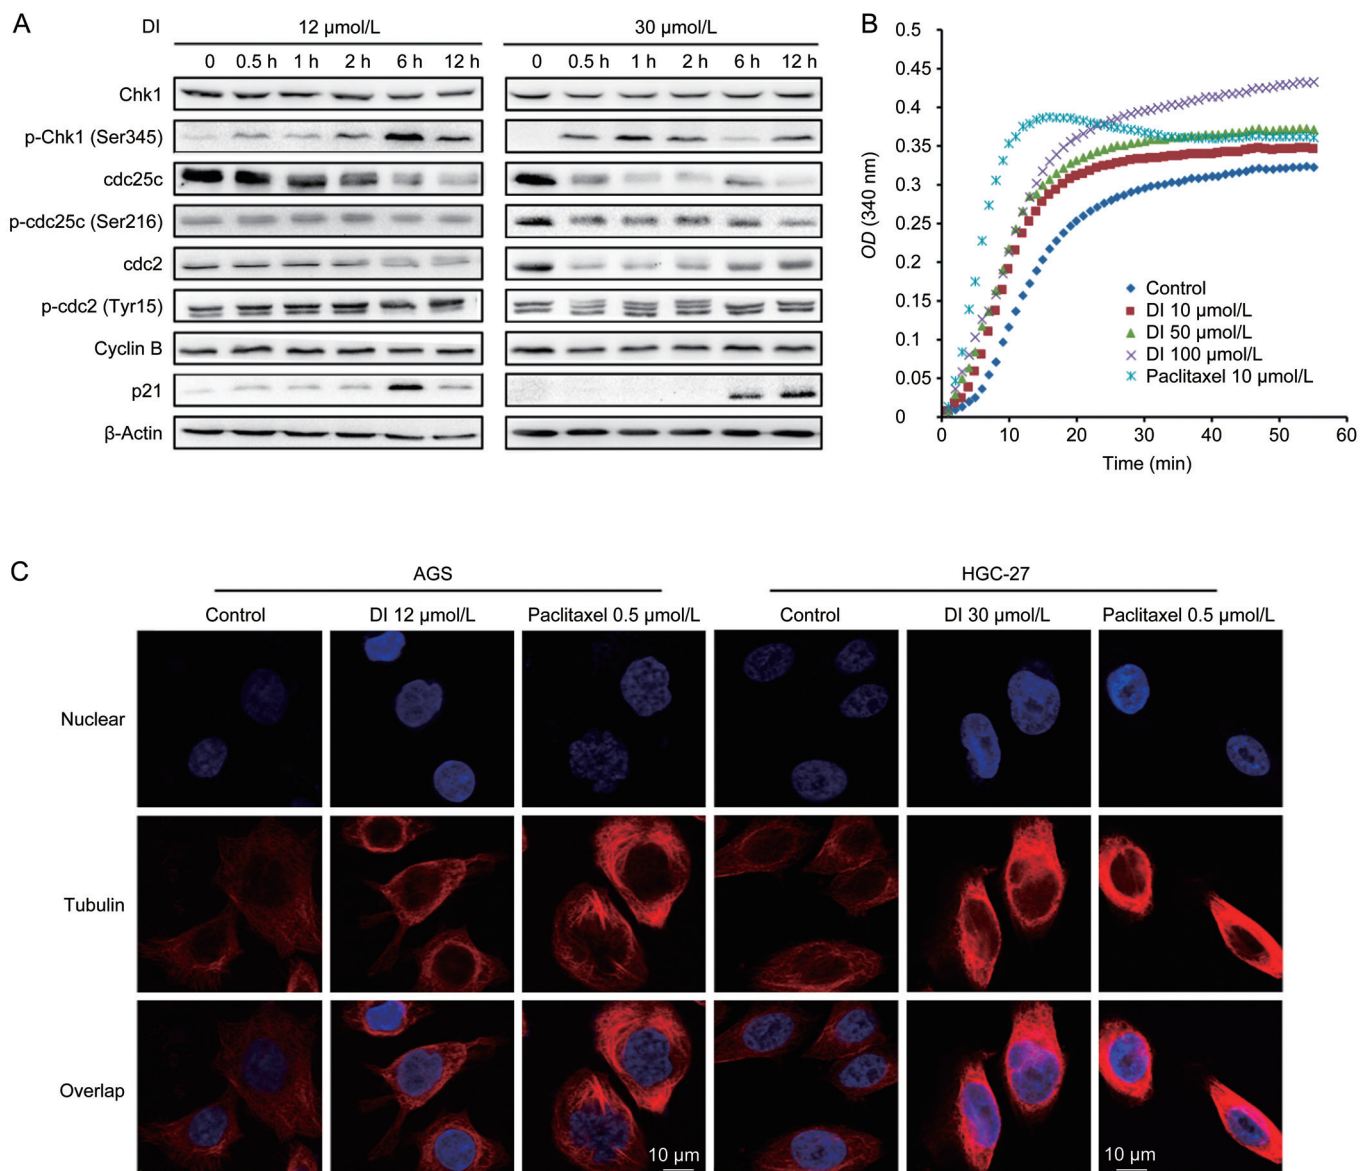 A
DI 12 µmol/L 30 µmol/L
0 0.5 h 1 h 2 h 6 h 12 h 0 0.5 h 1 h 2 h 6 h 12 h
Chk1
p-Chk1 (Ser345)
cdc25c
p-cdc25c (Ser216)
cdc2
p-cdc2 (Tyr15)
Cyclin B
p21
β-Actin
B
0.5
0.45
0.4
0.35
0.3
0.25
0.2
0.15
0.1
0.05
0
OD (340 nm)
Control
DI 10 µmol/L
DI 50 µmol/L
DI 100 µmol/L
Paclitaxel 10 µmol/L
0 10 20 30 40 50 60
Time (min)
C
AGS HGC-27
Control DI 12 µmol/L Paclitaxel 0.5 µmol/L Control DI 30 µmol/L Paclitaxel 0.5 µmol/L
Nuclear
Tubulin
Overlap
10 µm 10 µm